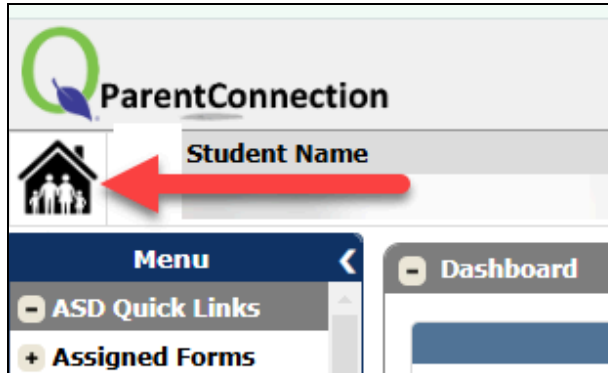 Q ParentConnection
Student Name
Menu
Dashboard
ASD Quick Links
Assigned Forms